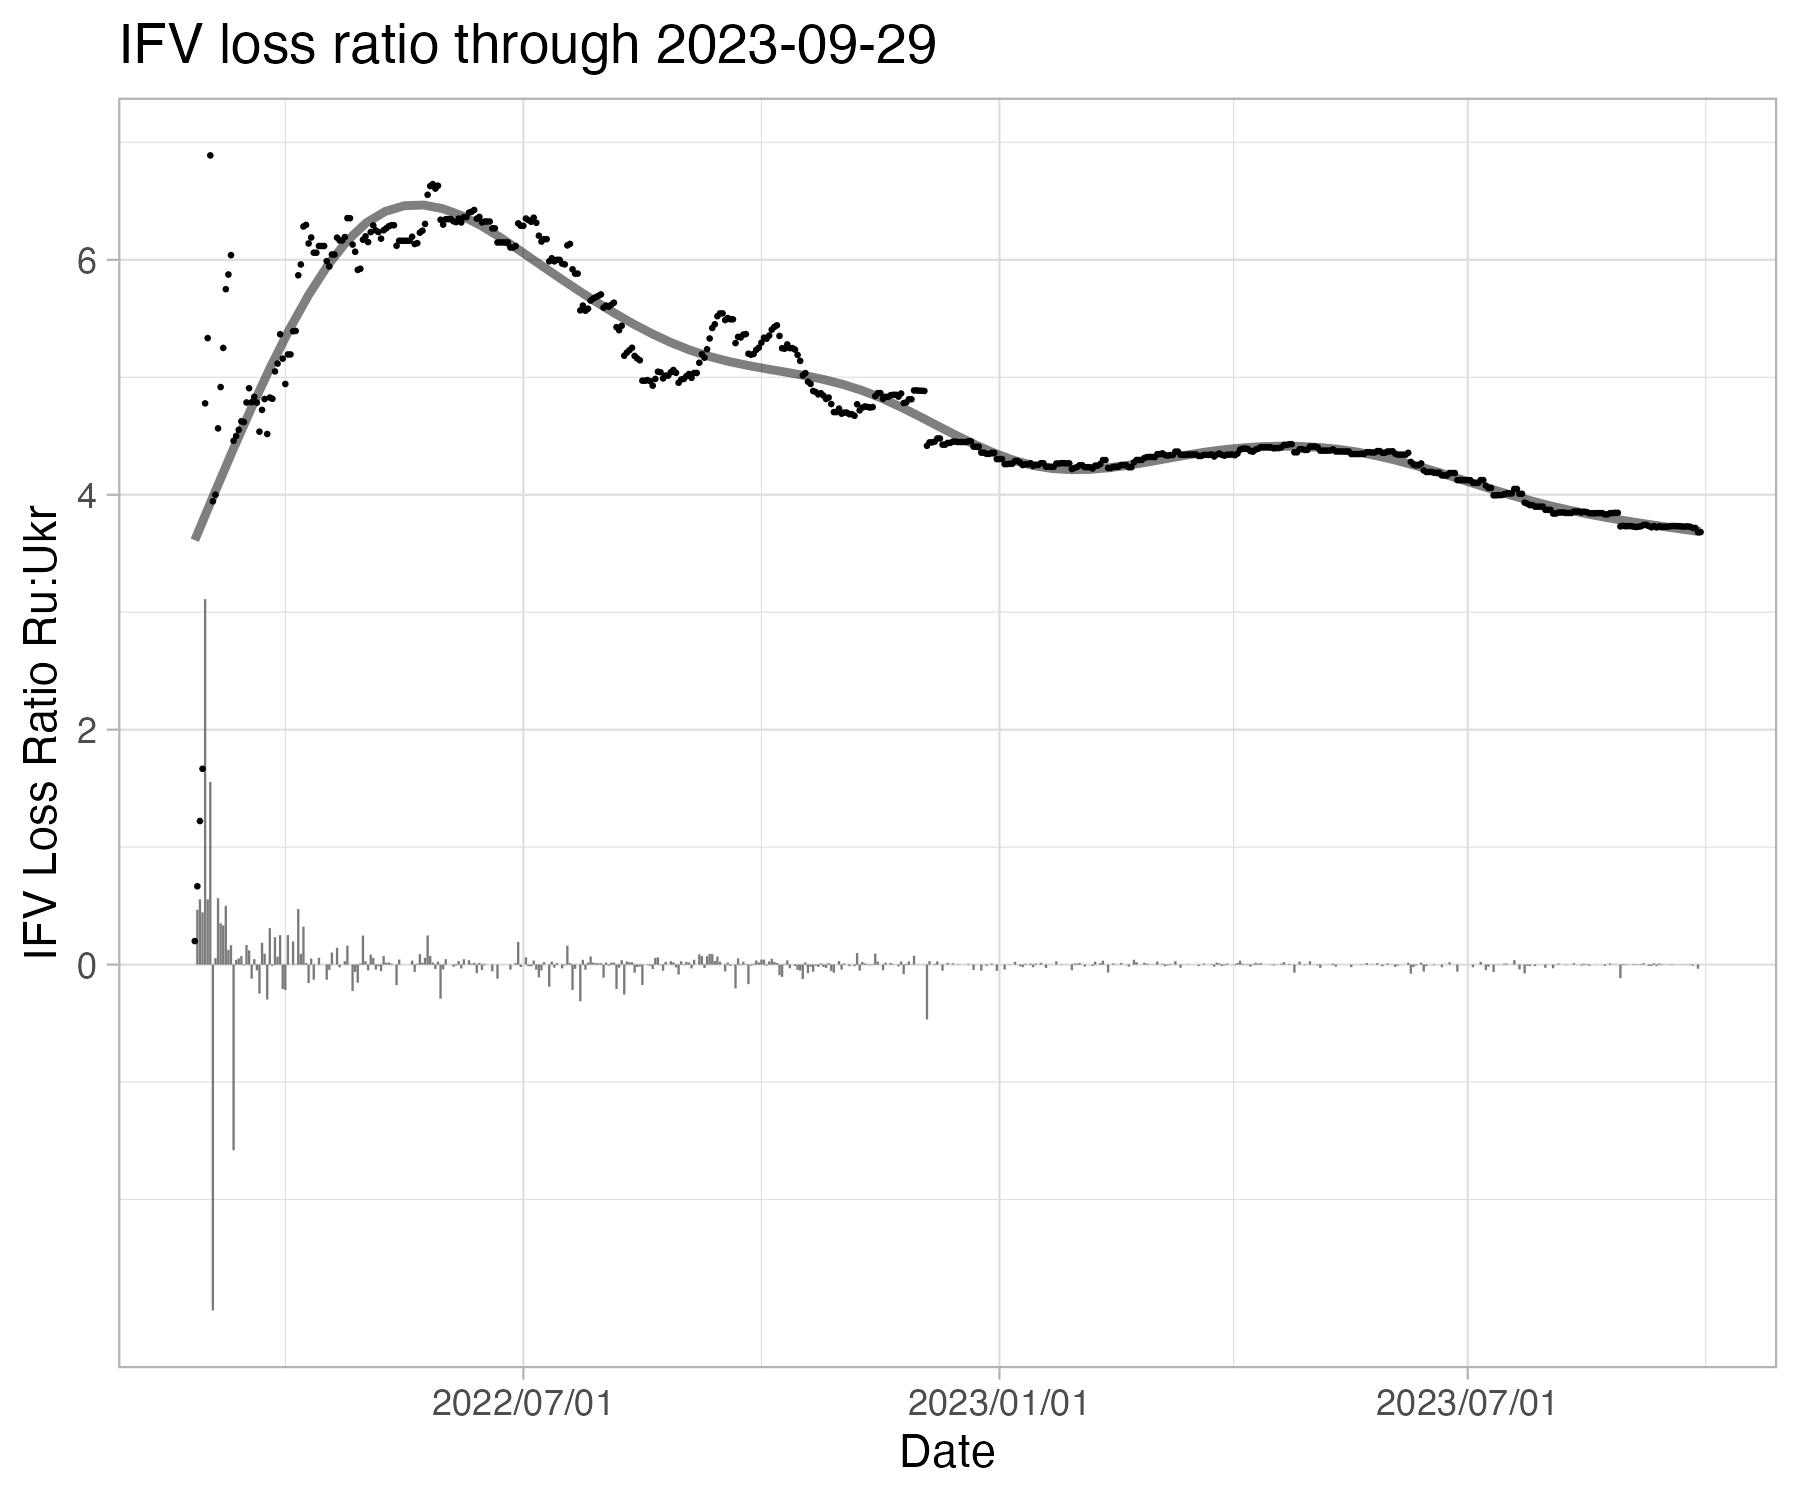 IFV loss ratio through 2023-09-29
IFV Loss Ratio Ru:Ukr
6
4
2
0
2022/07/01
2023/01/01
2023/07/01
Date